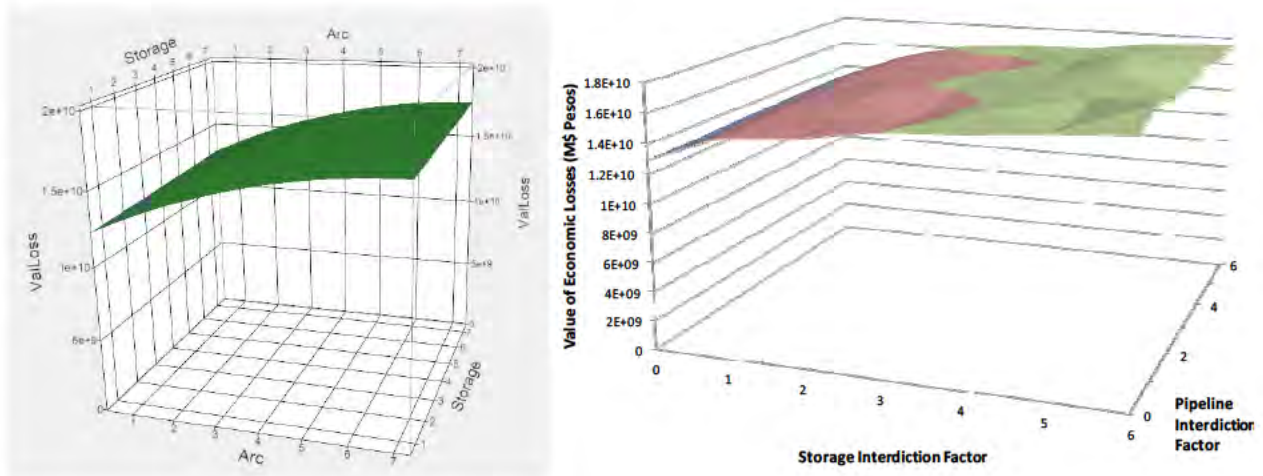 Arc
Storage
1 2 3 4 5 6 7
1 2 3 4 5 6 7
2e+10
2e+10
1.5e+10
1.5e+10
1e+10
1e+10
5e+9
5e+9
0
ValLoss
ValLoss
1 2 3 4 5 6 7
Arc
1 2 3 4 5 6 7
Storage
Value of Economic Losses (M$ Pesos)
1.8E+10
1.6E+10
1.4E+10
1.2E+10
1E+10
8E+09
6E+09
4E+09
2E+09
0
0 1 2 3 4 5 6
Storage Interdiction Factor
0 2 4 6
Pipeline
Interdiction
Factor